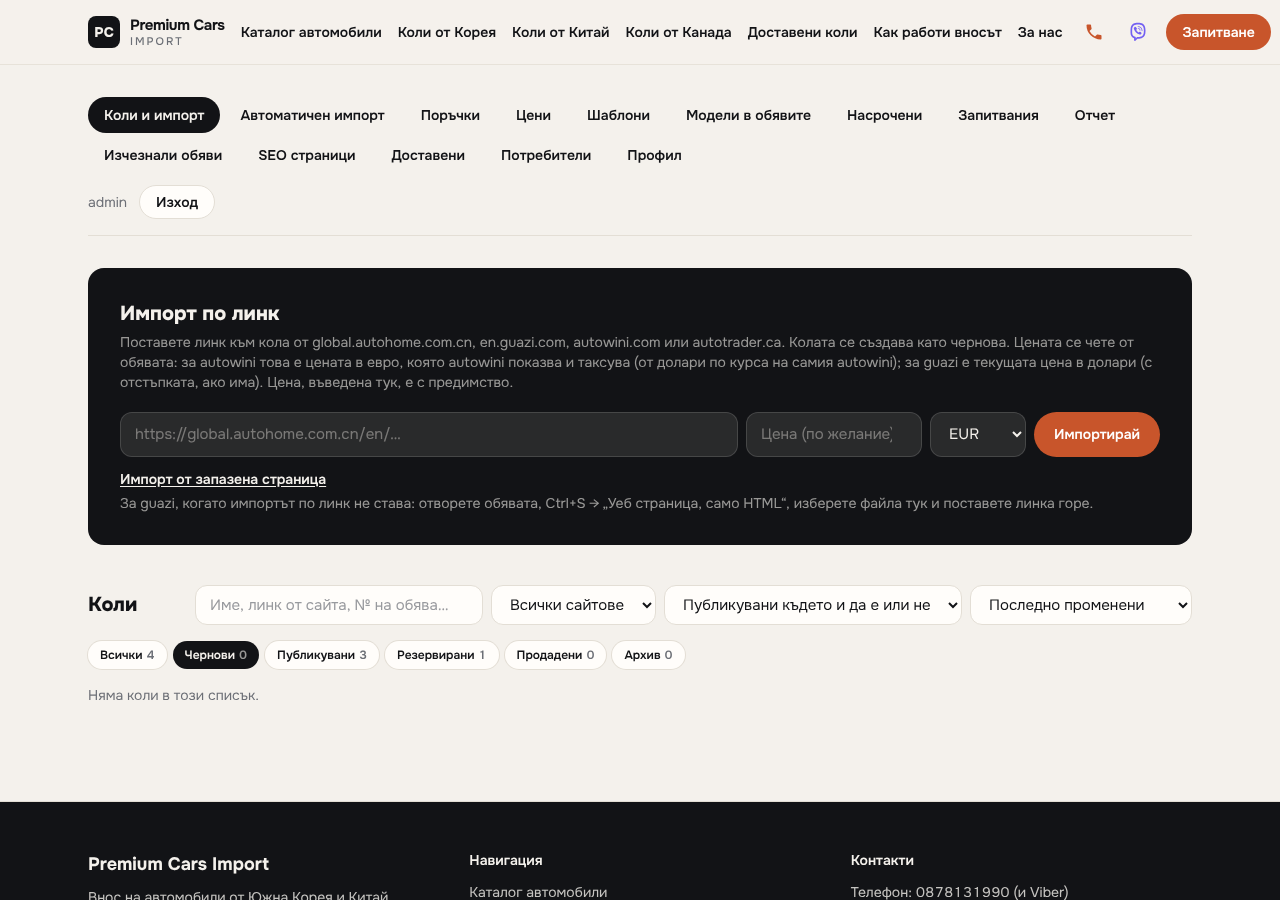 PC Premium Cars IMPORT Каталог автомобили Коли от Корея Коли от Китай Коли от Канада Доставени коли Как работи вносът За нас Запитване
Коли и импорт Автоматичен импорт Поръчки Цени Шаблони Модели в обявите Насрочени Запитвания Отчет
Изчезнали обяви SEO страници Доставени Потребители Профил
admin Изход
Импорт по линк
Поставете линк към кола от global.autohome.com.cn, en.guazi.com, autowini.com или autotrader.ca. Колата се създава като чернова. Цената се чете от
обявата: за autowini това е цената в евро, която autowini показва и таксува (от долари по курса на самия autowini); за guazi е текущата цена в долари (с
отстъпката, ако има). Цена, въведена тук, е с предимство.
https://global.autohome.com.cn/en/... Цена (по желание) EUR Импортирай
Импорт от запазена страница
За guazi, когато импортът по линк не става: отворете обявата, Ctrl+S → „Уеб страница, само HTML“, изберете файла тук и поставете линка горе.
Коли Име, линк от сайта, № на обява... Всички сайтове Публикувани където и да е или не Последно променени
Всички 4 Чернови 0 Публикувани 3 Резервирани 1 Продадени 0 Архив 0
Няма коли в този списък.
Premium Cars Import Навигация Контакти
Внос на автомобили от Южна Корея и Китай Каталог автомобили Телефон: 0878131990 (и Viber)